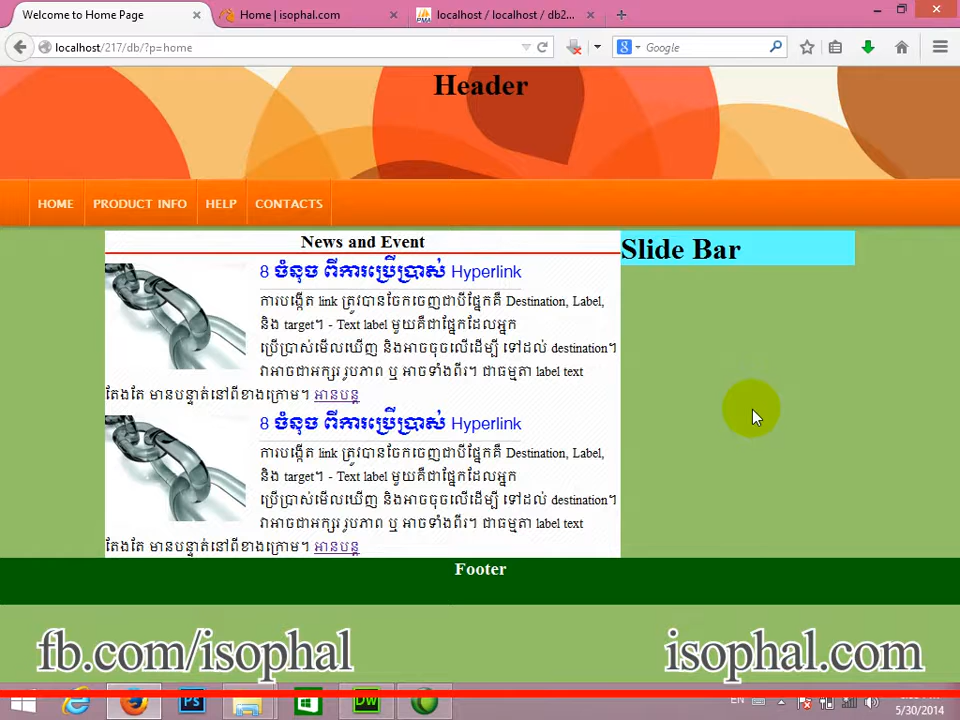 Welcome to Home Page
Home | isophal.com
localhost / localhost / db2...
localhost/217/db/?p=home
Google
Header
HOME
PRODUCT INFO
HELP
CONTACTS
News and Event
Slide Bar
8 ចំនុច ពីការប្រើប្រាស់ Hyperlink
ការបង្កើត link ត្រូវបានចែកចេញជាបីផ្នែកគឺ Destination, Label,
និង target។ - Text label មួយគឺជាផ្នែកដែលអ្នក
ប្រើប្រាស់មើលឃើញ និងអាចចុចលើដើម្បី ទៅដល់ destination។
វាអាចជាអក្សរ រូបភាព ឬ អាចទាំងពីរ។ ជាធម្មតា label text
តែងតែ មានបន្ទាត់នៅពីខាងក្រោម។ អានបន្ត
8 ចំនុច ពីការប្រើប្រាស់ Hyperlink
ការបង្កើត link ត្រូវបានចែកចេញជាបីផ្នែកគឺ Destination, Label,
និង target។ - Text label មួយគឺជាផ្នែកដែលអ្នក
ប្រើប្រាស់មើលឃើញ និងអាចចុចលើដើម្បី ទៅដល់ destination។
វាអាចជាអក្សរ រូបភាព ឬ អាចទាំងពីរ។ ជាធម្មតា label text
តែងតែ មានបន្ទាត់នៅពីខាងក្រោម។ អានបន្ត
Footer
fb.com/isophal
isophal.com
Ps
DW
EN
5/30/2014